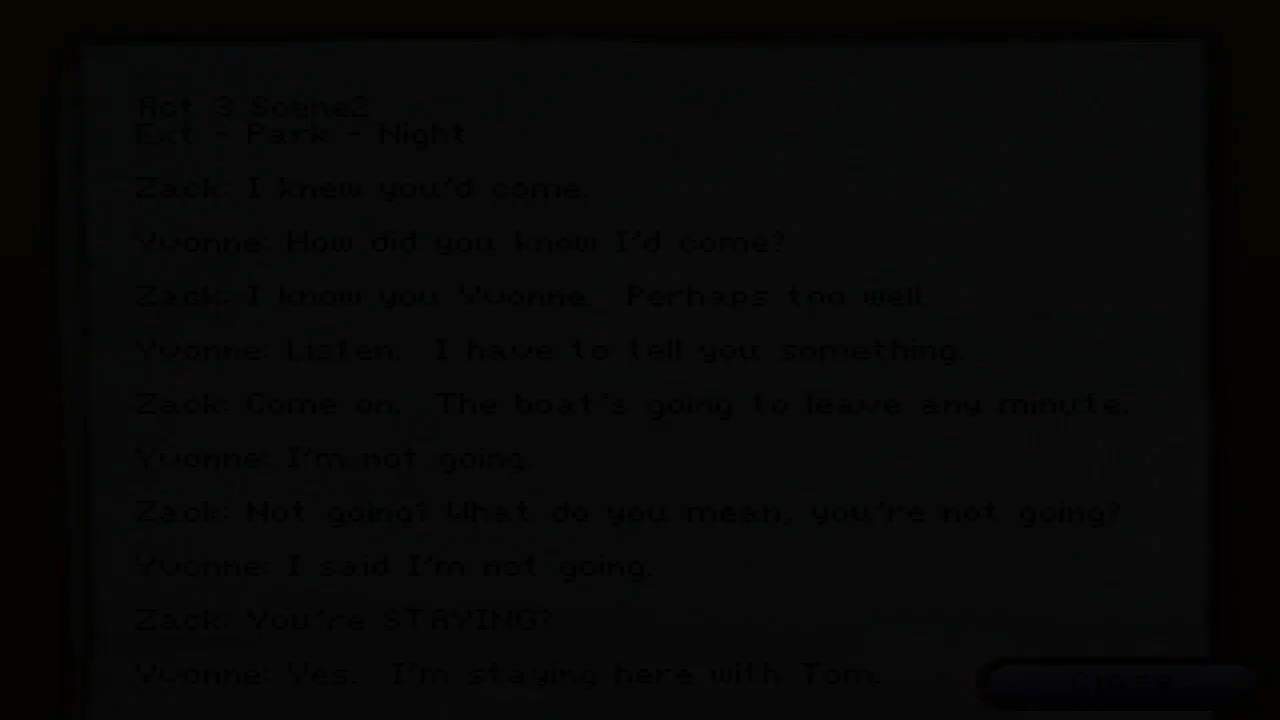 Act 3 Scene2
Ext - Park - Night
Zack: I knew you'd come.
Yvonne: How did you know I'd come?
Zack: I know you Yvonne.  Perhaps too well.
Yvonne: Listen.  I have to tell you something.
Zack: Come on.  The boat's going to leave any minute.
Yvonne: I'm not going.
Zack: Not going? What do you mean, you're not going?
Yvonne: I said I'm not going.
Zack: You're STAYING?
Yvonne: Yes.  I'm staying here with Tom.
Close